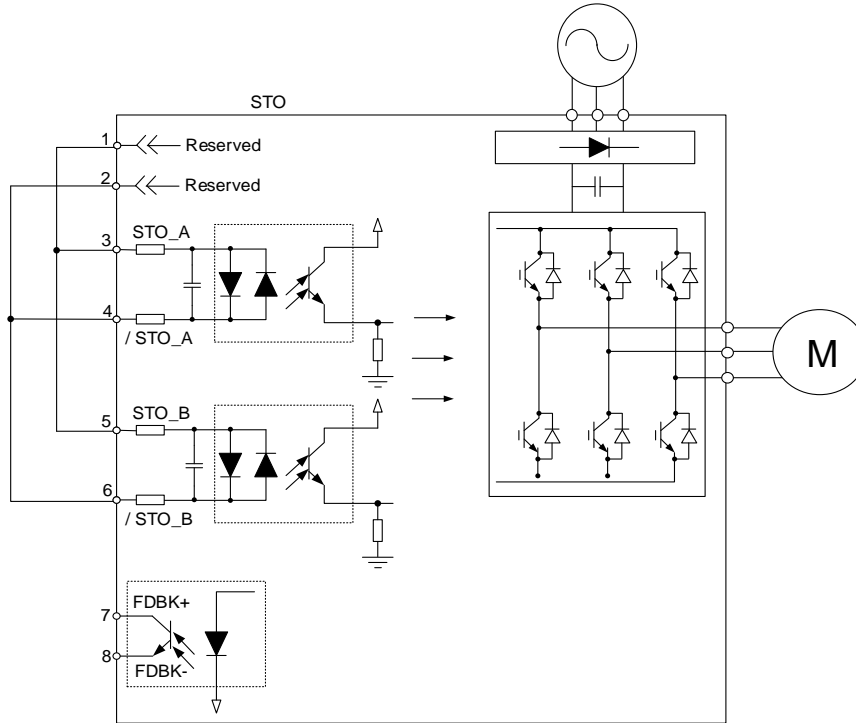 STO
1
Reserved
2
Reserved
3
STO_A
4
/ STO_A
5
STO_B
6
/ STO_B
7
FDBK+
8
FDBK-
M